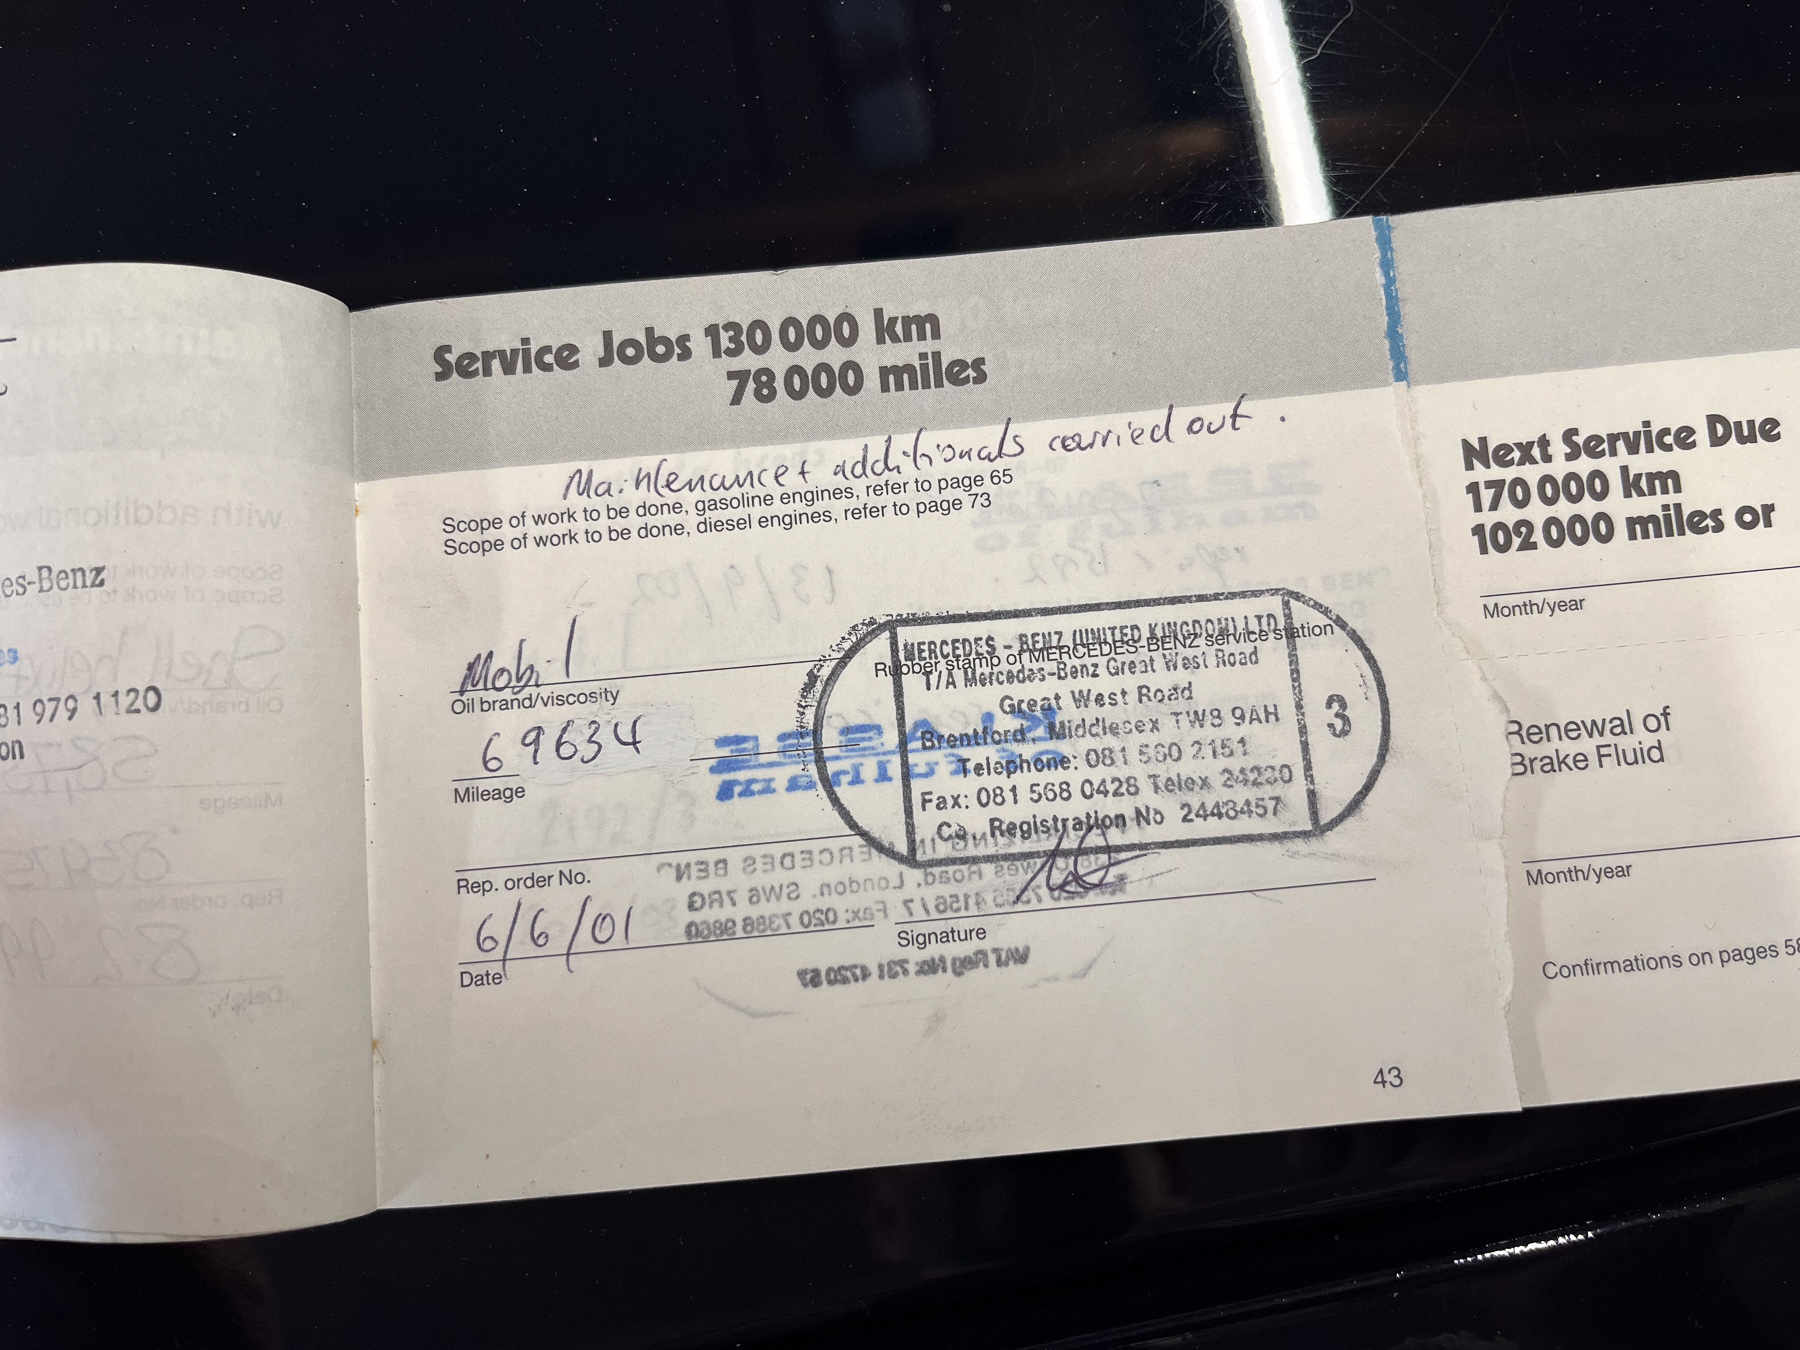 es-Benz
es
81 979 1120
on
Service Jobs 130 000 km
78 000 miles
Maintenance + additionals carried out.
Scope of work to be done, gasoline engines, refer to page 65
Scope of work to be done, diesel engines, refer to page 73
Mobil
Oil brand/viscosity
69634
Mileage
Rep. order No.
6/6/01
Date
MERCEDES - BENZ (UNITED KINGDOM) LTD
Rubber stamp of MERCEDES-BENZ service station
T/A Mercedes-Benz Great West Road
Great West Road
Brentford, Middlesex TW8 9AH
Telephone: 081 560 2151
Fax: 081 568 0428 Telex 24230
Co. Registration No 2448457
3
Signature
43
Next Service Due
170 000 km
102 000 miles or
Month/year
Renewal of
Brake Fluid
Month/year
Confirmations on pages 58